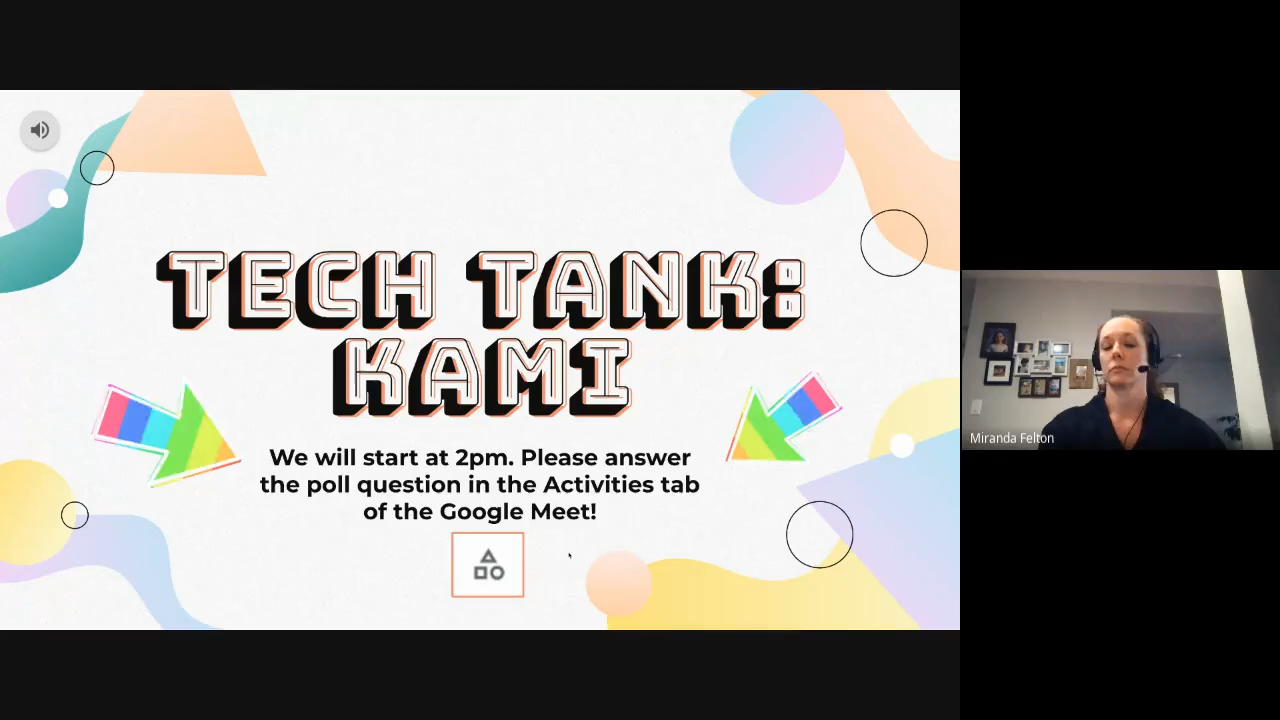 TECH TANK:
KAMI
We will start at 2pm. Please answer
the poll question in the Activities tab
of the Google Meet!
Miranda Felton